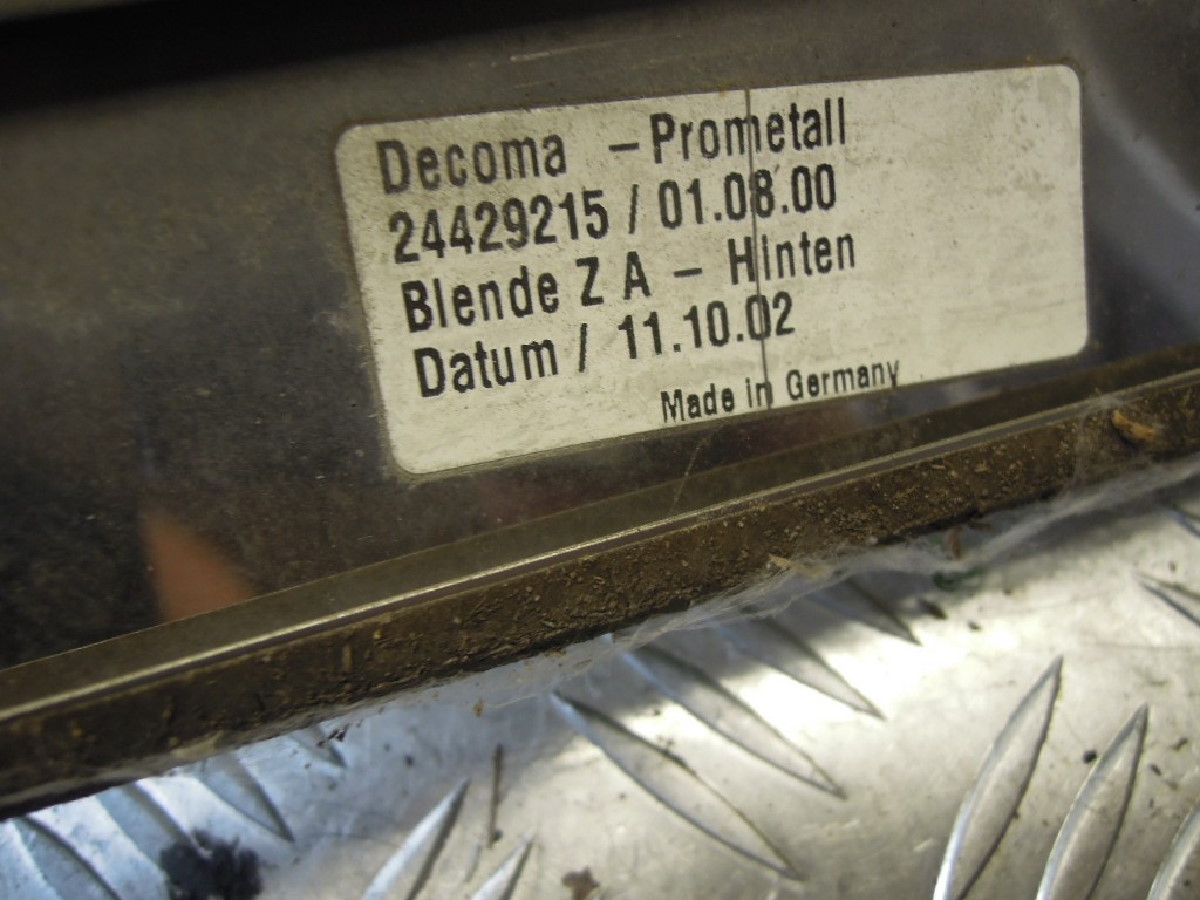 Decoma – Prometall
24429215 / 01.08.00
Blende Z A – Hinten
Datum / 11.10.02
Made in Germany